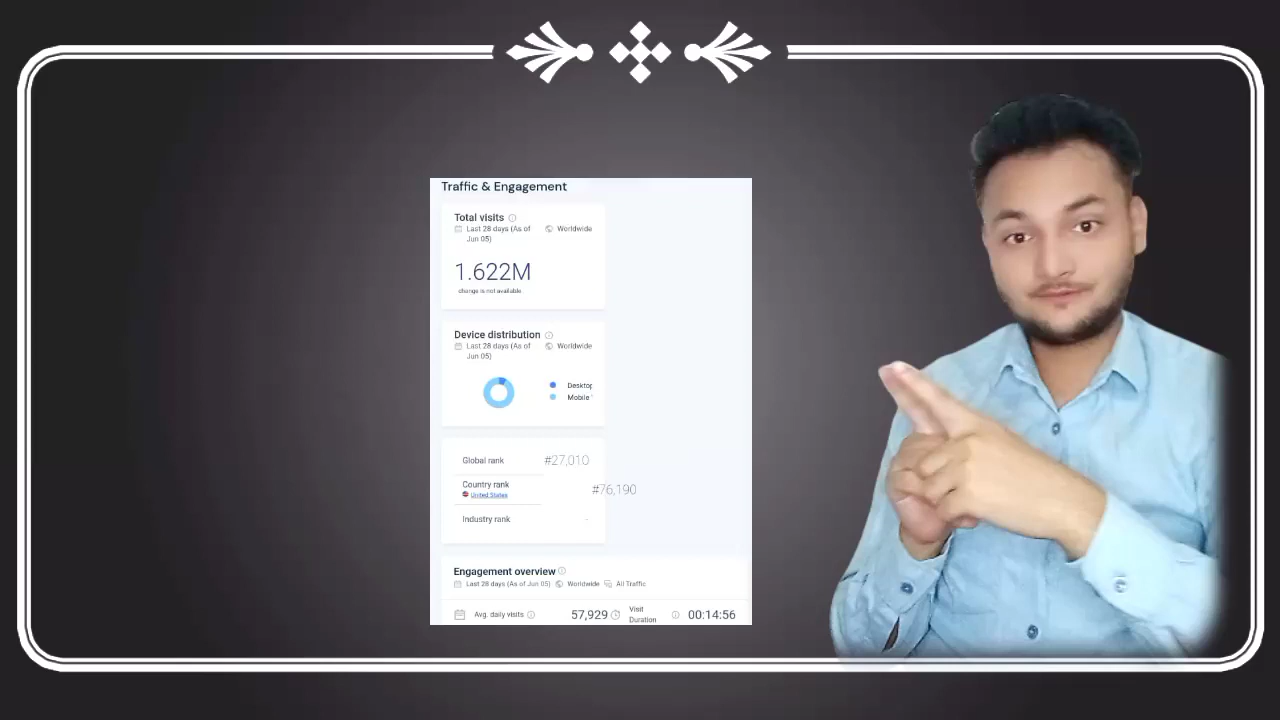 Traffic & Engagement
Total visits
Last 28 days (As of Jun 05) Worldwide
1.622M
change is not available
Device distribution
Last 28 days (As of Jun 05) Worldwide
Desktop
Mobile
Global rank #27,010
Country rank #76,190
United States
Industry rank -
Engagement overview
Last 28 days (As of Jun 05) Worldwide All Traffic
Avg. daily visits 57,929 Visit Duration 00:14:56